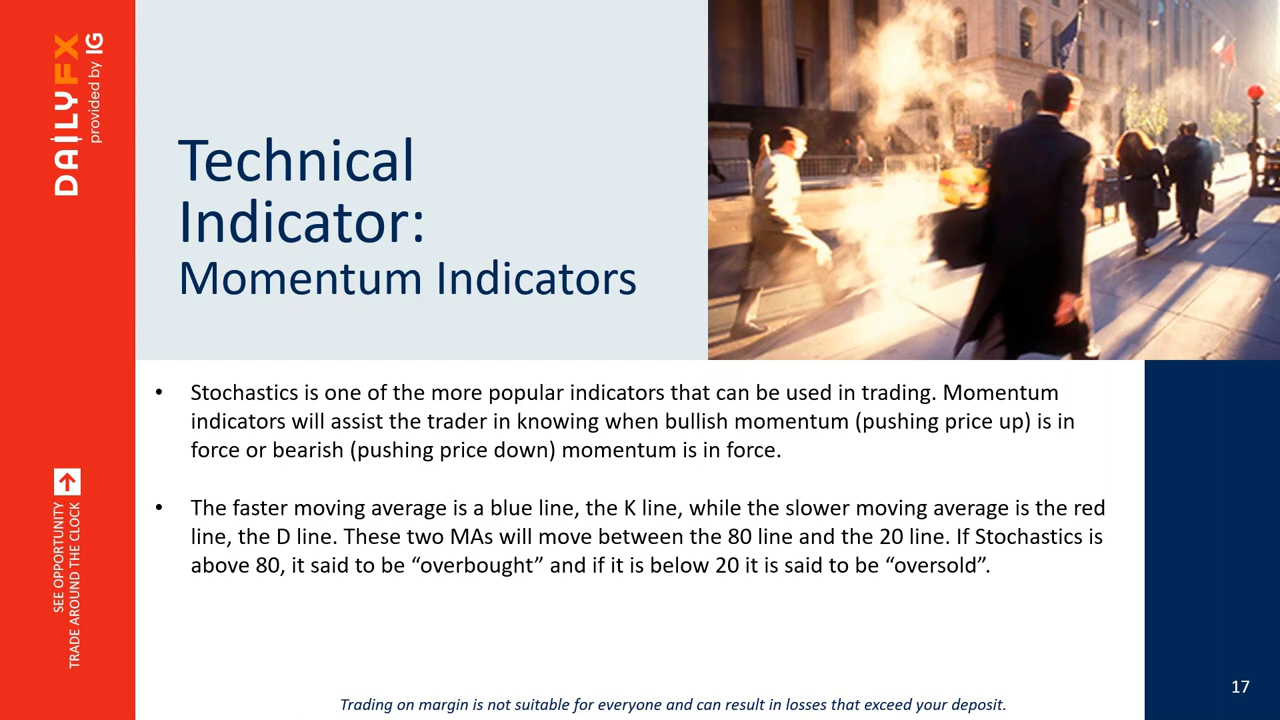 DAILYFX
provided by IG
SEE OPPORTUNITY
TRADE AROUND THE CLOCK
Technical
Indicator:
Momentum Indicators
• Stochastics is one of the more popular indicators that can be used in trading. Momentum
indicators will assist the trader in knowing when bullish momentum (pushing price up) is in
force or bearish (pushing price down) momentum is in force.
• The faster moving average is a blue line, the K line, while the slower moving average is the red
line, the D line. These two MAs will move between the 80 line and the 20 line. If Stochastics is
above 80, it said to be “overbought” and if it is below 20 it is said to be “oversold”.
17
Trading on margin is not suitable for everyone and can result in losses that exceed your deposit.